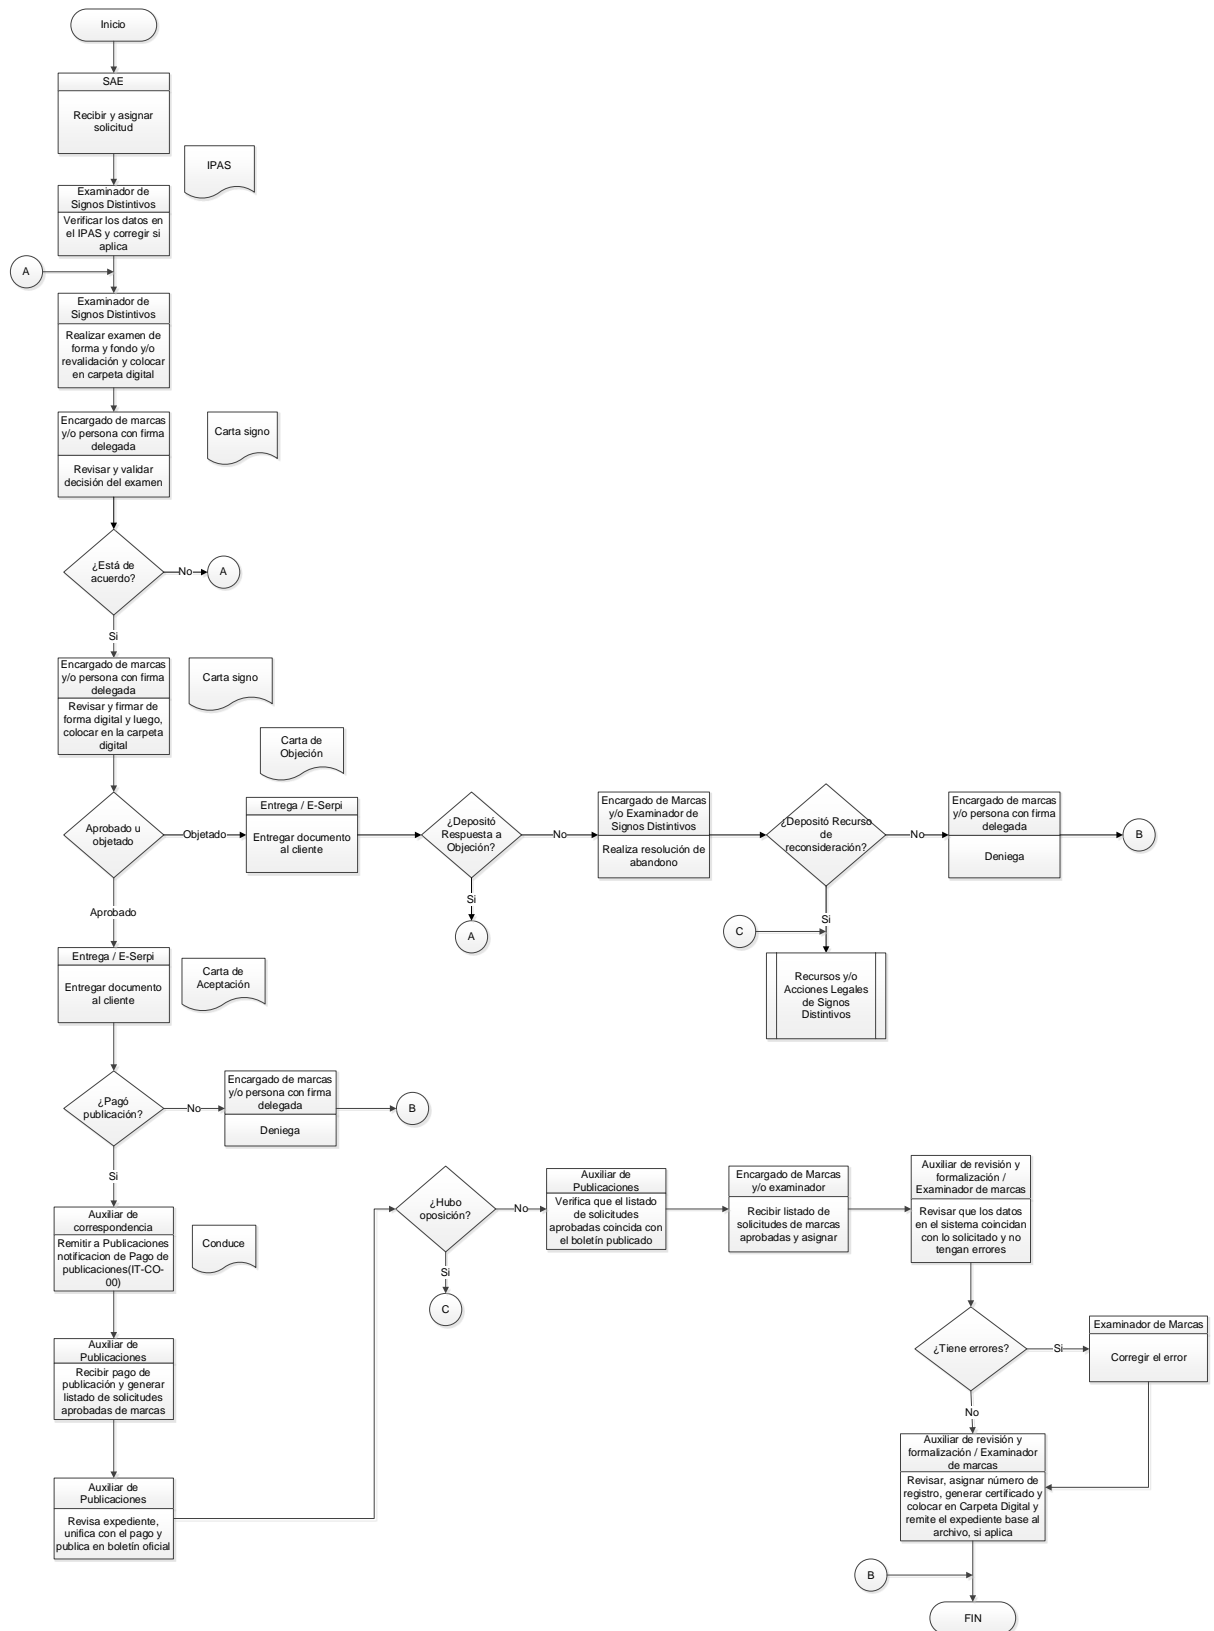 Inicio
SAE
Recibir y asignar
solicitud
IPAS
Examinador de
Signos Distintivos
Verificar los datos en
el IPAS y corregir si
aplica
A
Examinador de
Signos Distintivos
Realizar examen de
forma y fondo y/o
revalidación y colocar
en carpeta digital
Encargado de marcas
y/o persona con firma
delegada
Revisar y validar
decisión del examen
Carta signo
¿Está de
acuerdo?
No
A
Si
Encargado de marcas
y/o persona con firma
delegada
Revisar y firmar de
forma digital y luego,
colocar en la carpeta
digital
Carta signo
Carta de
Objeción
Aprobado u
objetado
Objetado
Entrega / E-Serpi
Entregar documento
al cliente
¿Depositó
Respuesta a
Objeción?
No
Encargado de Marcas
y/o Examinador de
Signos Distintivos
Realiza resolución de
abandono
¿Depositó Recurso
de
reconsideración?
No
Encargado de marcas
y/o persona con firma
delegada
Deniega
B
Si
A
Si
C
Recursos y/o
Acciones Legales
de Signos
Distintivos
Aprobado
Entrega / E-Serpi
Entregar documento
al cliente
Carta de
Aceptación
¿Pagó
publicación?
No
Encargado de marcas
y/o persona con firma
delegada
Deniega
B
Si
Auxiliar de
correspondencia
Remitir a Publicaciones
notificacion de Pago de
publicaciones(IT-CO-
00)
Conduce
Auxiliar de
Publicaciones
Recibir pago de
publicación y generar
listado de solicitudes
aprobadas de marcas
Auxiliar de
Publicaciones
Revisa expediente,
unifica con el pago y
publica en boletín oficial
¿Hubo
oposición?
Si
C
No
Auxiliar de
Publicaciones
Verifica que el listado
de solicitudes
aprobadas coincida con
el boletín publicado
Encargado de Marcas
y/o examinador
Recibir listado de
solicitudes de marcas
aprobadas y asignar
Auxiliar de revisión y
formalización /
Examinador de marcas
Revisar que los datos
en el sistema coincidan
con lo solicitado y no
tengan errores
¿Tiene errores?
Si
Examinador de Marcas
Corregir el error
No
Auxiliar de revisión y
formalización / Examinador
de marcas
Revisar, asignar número de
registro, generar certificado y
colocar en Carpeta Digital y
remite el expediente base al
archivo, si aplica
B
FIN